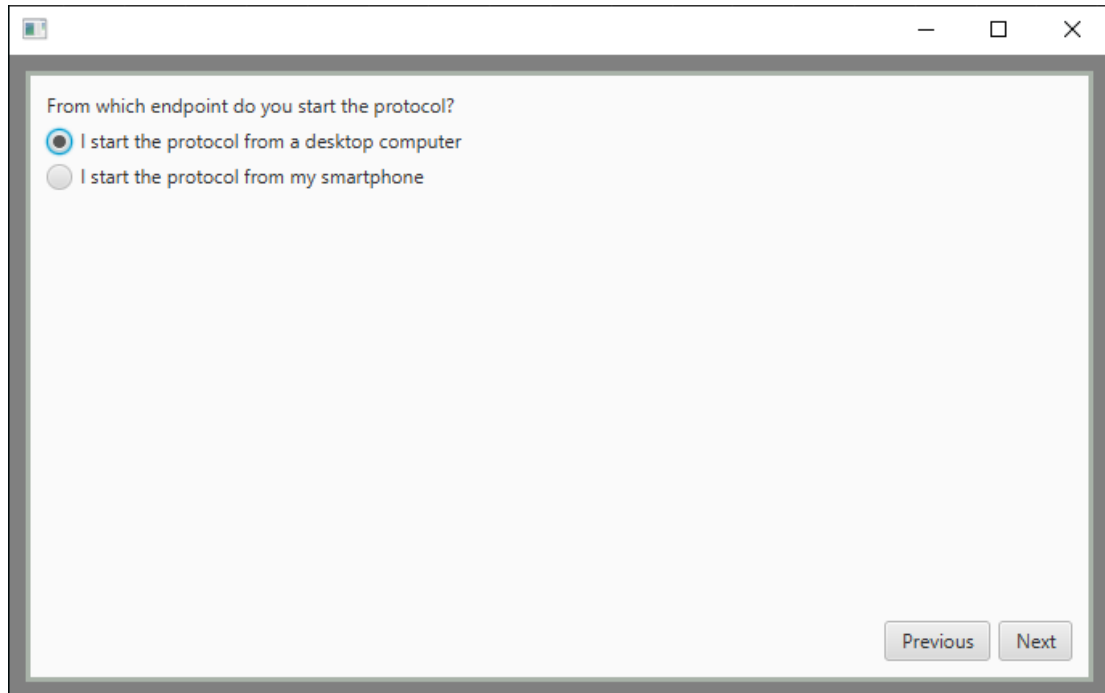 From which endpoint do you start the protocol?
I start the protocol from a desktop computer
I start the protocol from my smartphone
Previous Next